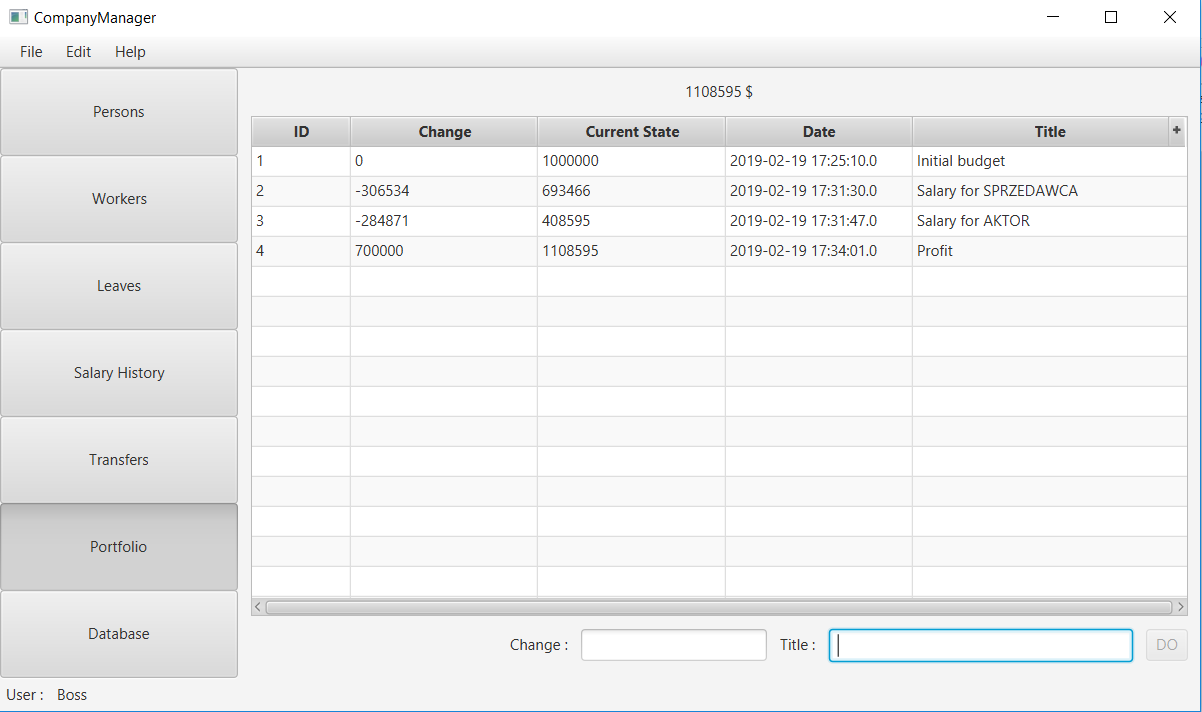 CompanyManager
File Edit Help
Persons
Workers
Leaves
Salary History
Transfers
Portfolio
Database
1108595 $
ID Change Current State Date Title +
1 0 1000000 2019-02-19 17:25:10.0 Initial budget
2 -306534 693466 2019-02-19 17:31:30.0 Salary for SPRZEDAWCA
3 -284871 408595 2019-02-19 17:31:47.0 Salary for AKTOR
4 700000 1108595 2019-02-19 17:34:01.0 Profit
Change : Title : DO
User : Boss